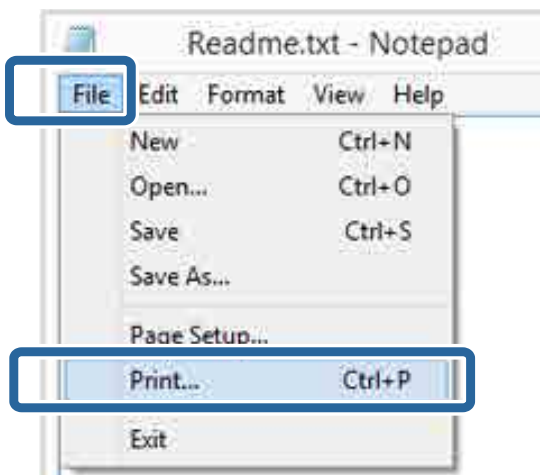 Readme.txt - Notepad
File Edit Format View Help
New Ctrl+N
Open... Ctrl+O
Save Ctrl+S
Save As...
Page Setup...
Print... Ctrl+P
Exit